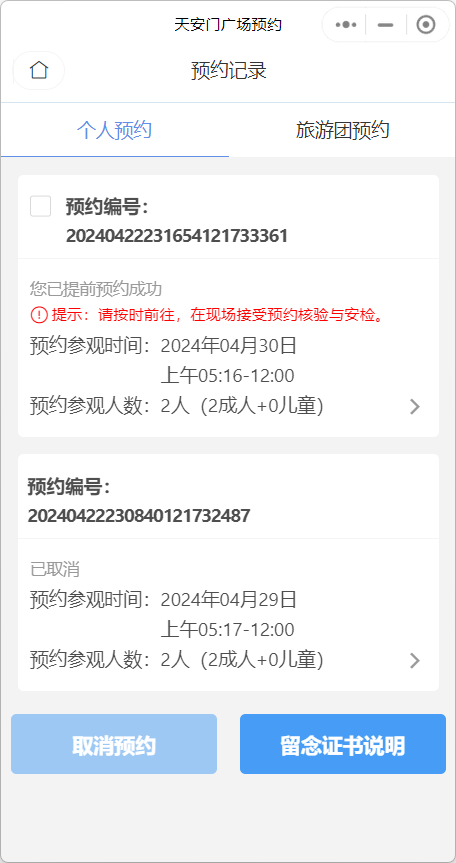 天安门广场预约
预约记录
个人预约
旅游团预约
预约编号：
20240422231654121733361
您已提前预约成功
提示：请按时前往，在现场接受预约核验与安检。
预约参观时间：2024年04月30日
上午05:16-12:00
预约参观人数：2人（2成人+0儿童）
预约编号：
20240422230840121732487
已取消
预约参观时间：2024年04月29日
上午05:17-12:00
预约参观人数：2人（2成人+0儿童）
取消预约
留念证书说明